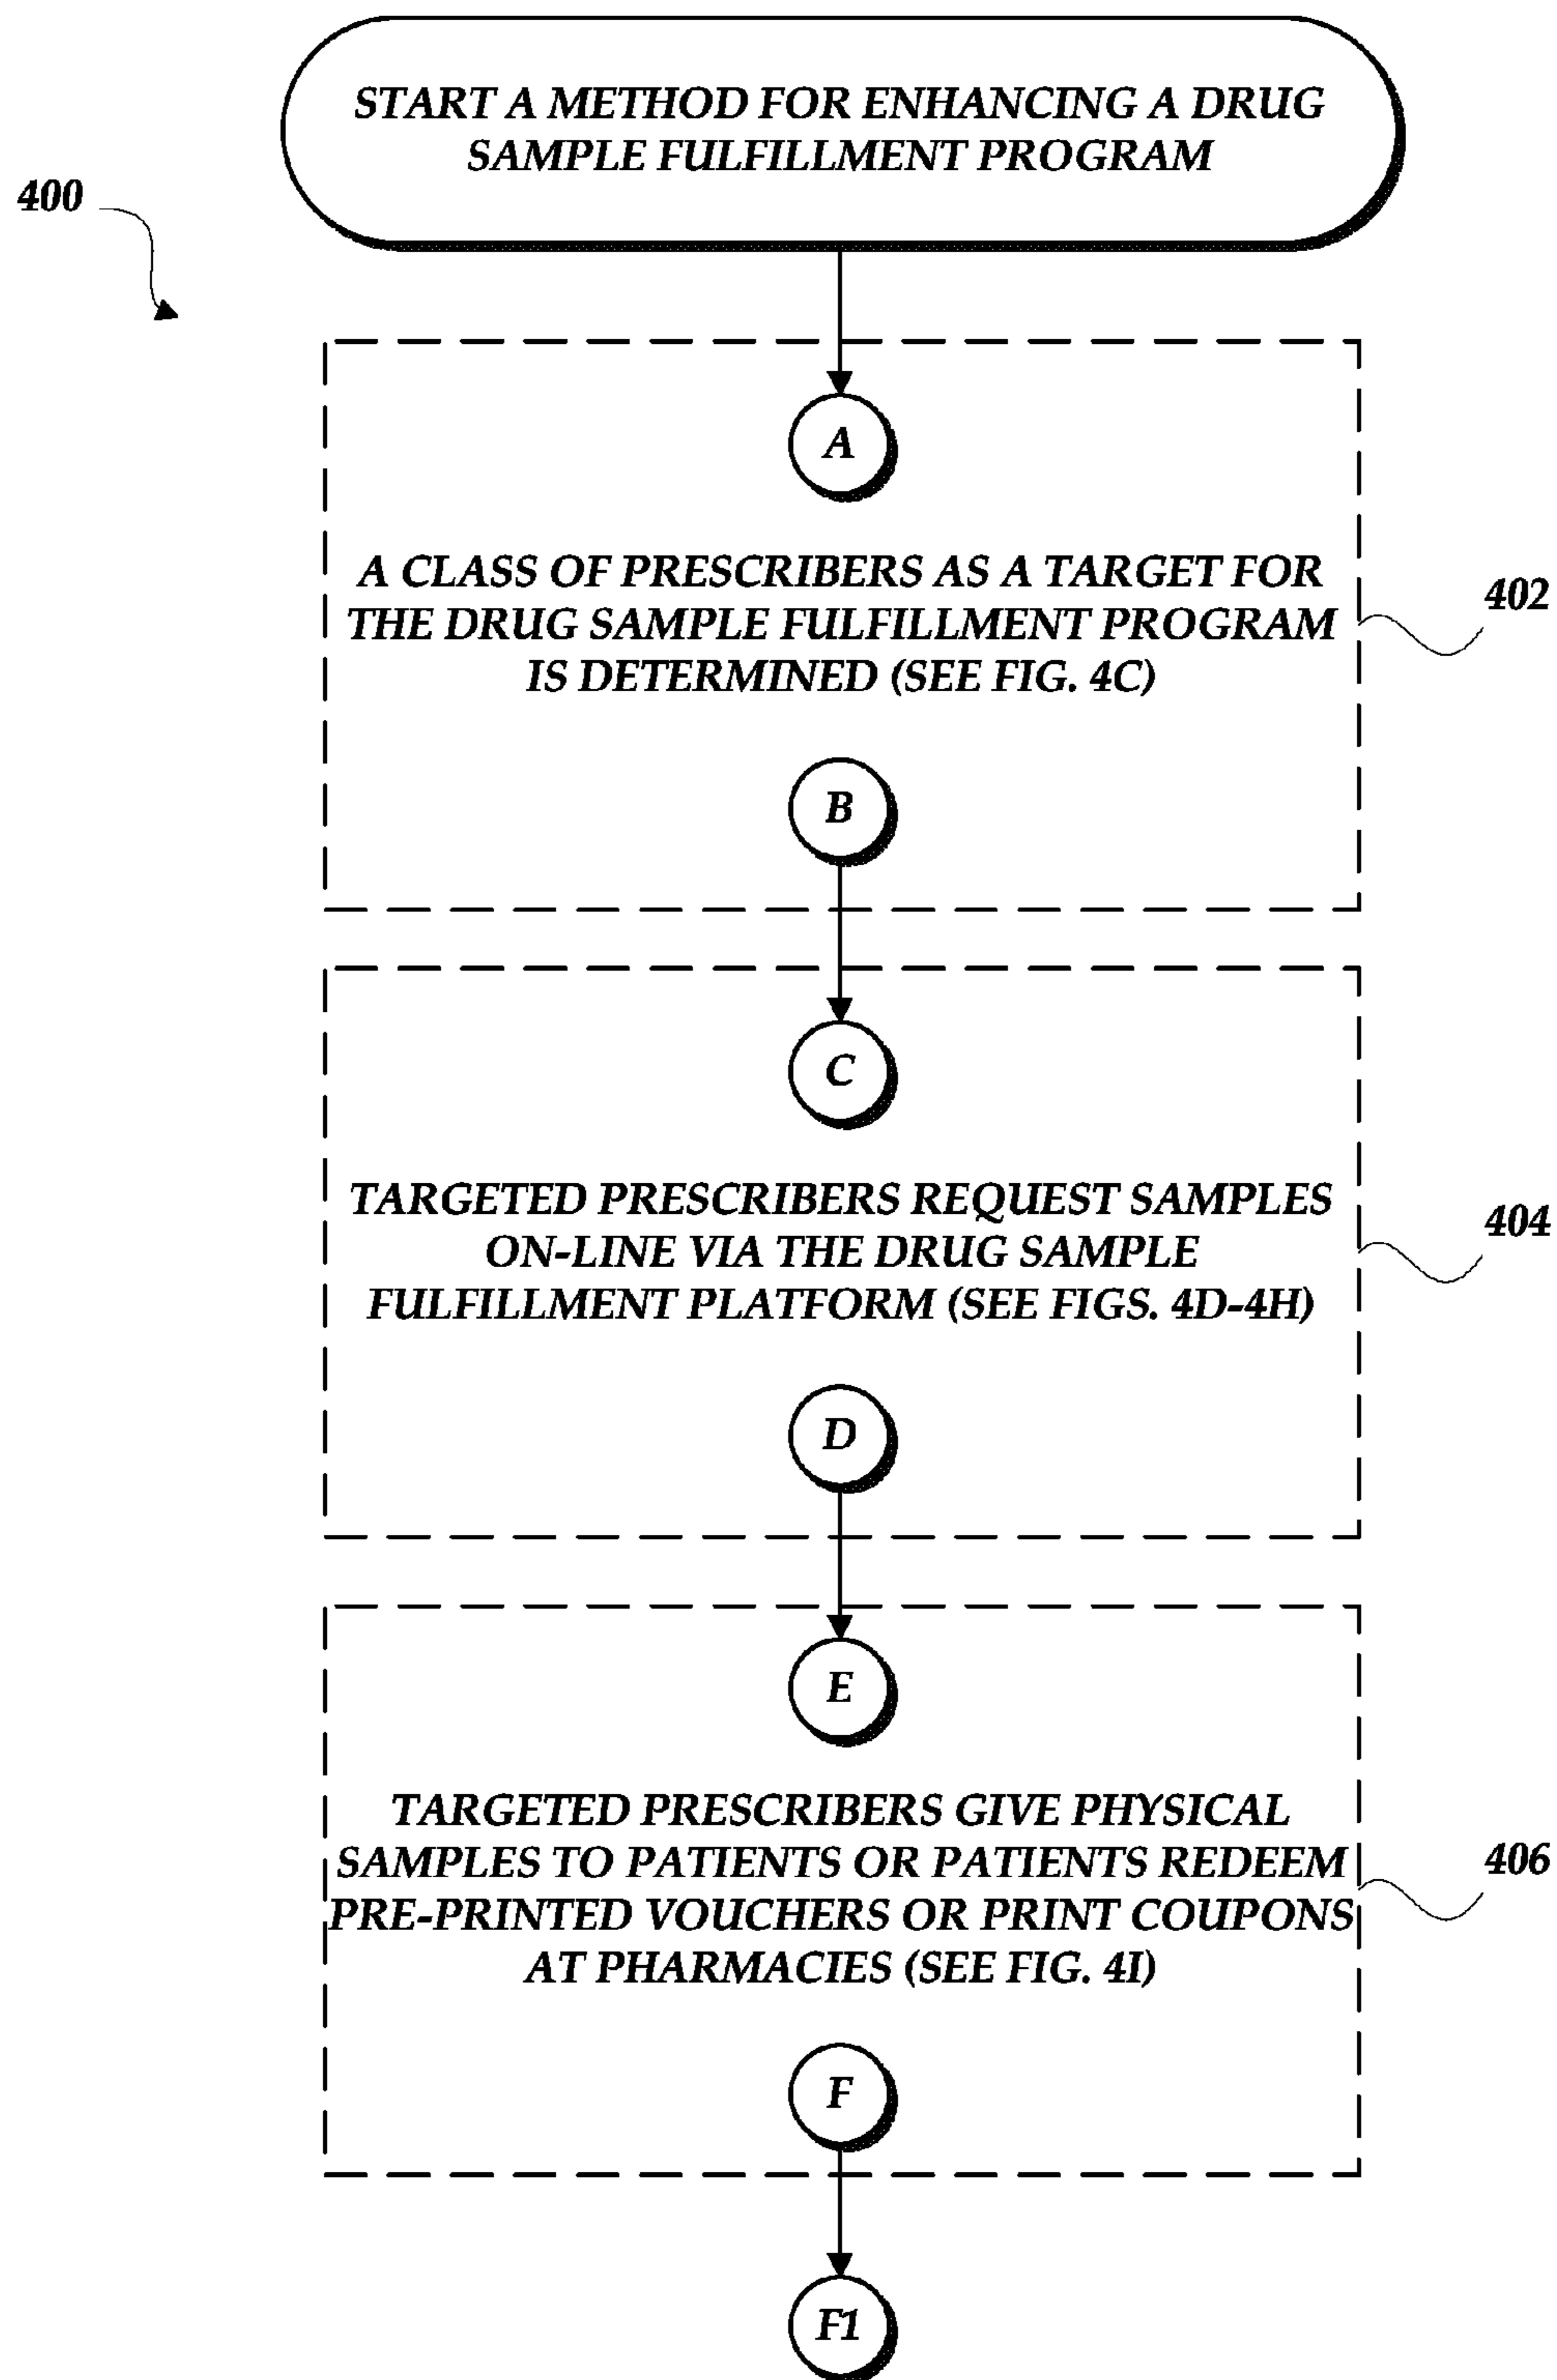 START A METHOD FOR ENHANCING A DRUG
SAMPLE FULFILLMENT PROGRAM
400
A
A CLASS OF PRESCRIBERS AS A TARGET FOR
THE DRUG SAMPLE FULFILLMENT PROGRAM
IS DETERMINED (SEE FIG. 4C)
402
B
C
TARGETED PRESCRIBERS REQUEST SAMPLES
ON-LINE VIA THE DRUG SAMPLE
FULFILLMENT PLATFORM (SEE FIGS. 4D-4H)
404
D
E
TARGETED PRESCRIBERS GIVE PHYSICAL
SAMPLES TO PATIENTS OR PATIENTS REDEEM
PRE-PRINTED VOUCHERS OR PRINT COUPONS
AT PHARMACIES (SEE FIG. 4I)
406
F
F1